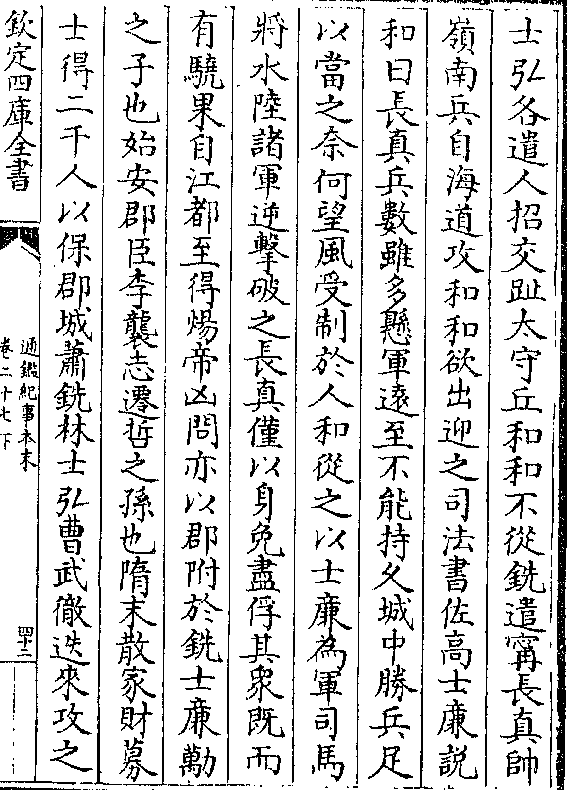 士弘各遣人招交趾太守丘和和不從銑遣甯長真帥
嶺南兵自海道攻和和欲出迎之司法書佐高士廉説
和曰長真兵數雖多懸軍逺至不能持乆城中勝兵足
以當之奈何望風受制於人和從之以士廉為軍司馬
將水陸諸軍逆擊破之長真僅以身免盡俘其衆既而
有驍果自江都至得煬帝凶問亦以郡附於銑士廉勱
之子也始安郡臣李襲志遷哲之孫也隋末散家財募
士得二千人以保郡城蕭銑林士弘曹武徹迭來攻之
欽定四庫全書
通鑑紀事本末
卷二十七下
四十三